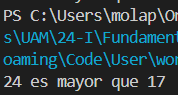 PS C:\Users\molap\On
s\UAM\24-I\Fundament
oaming\Code\User\wor
24 es mayor que 17